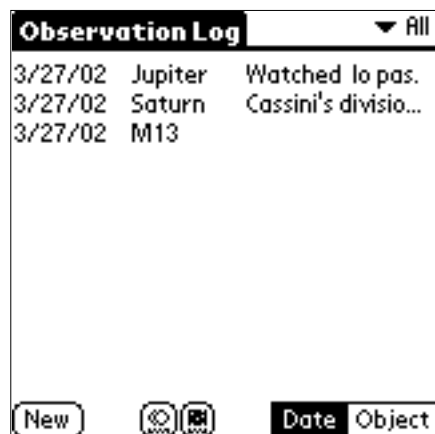 Observation Log All
3/27/02 Jupiter Watched Io pas.
3/27/02 Saturn Cassini's divisio...
3/27/02 M13
New Date Object